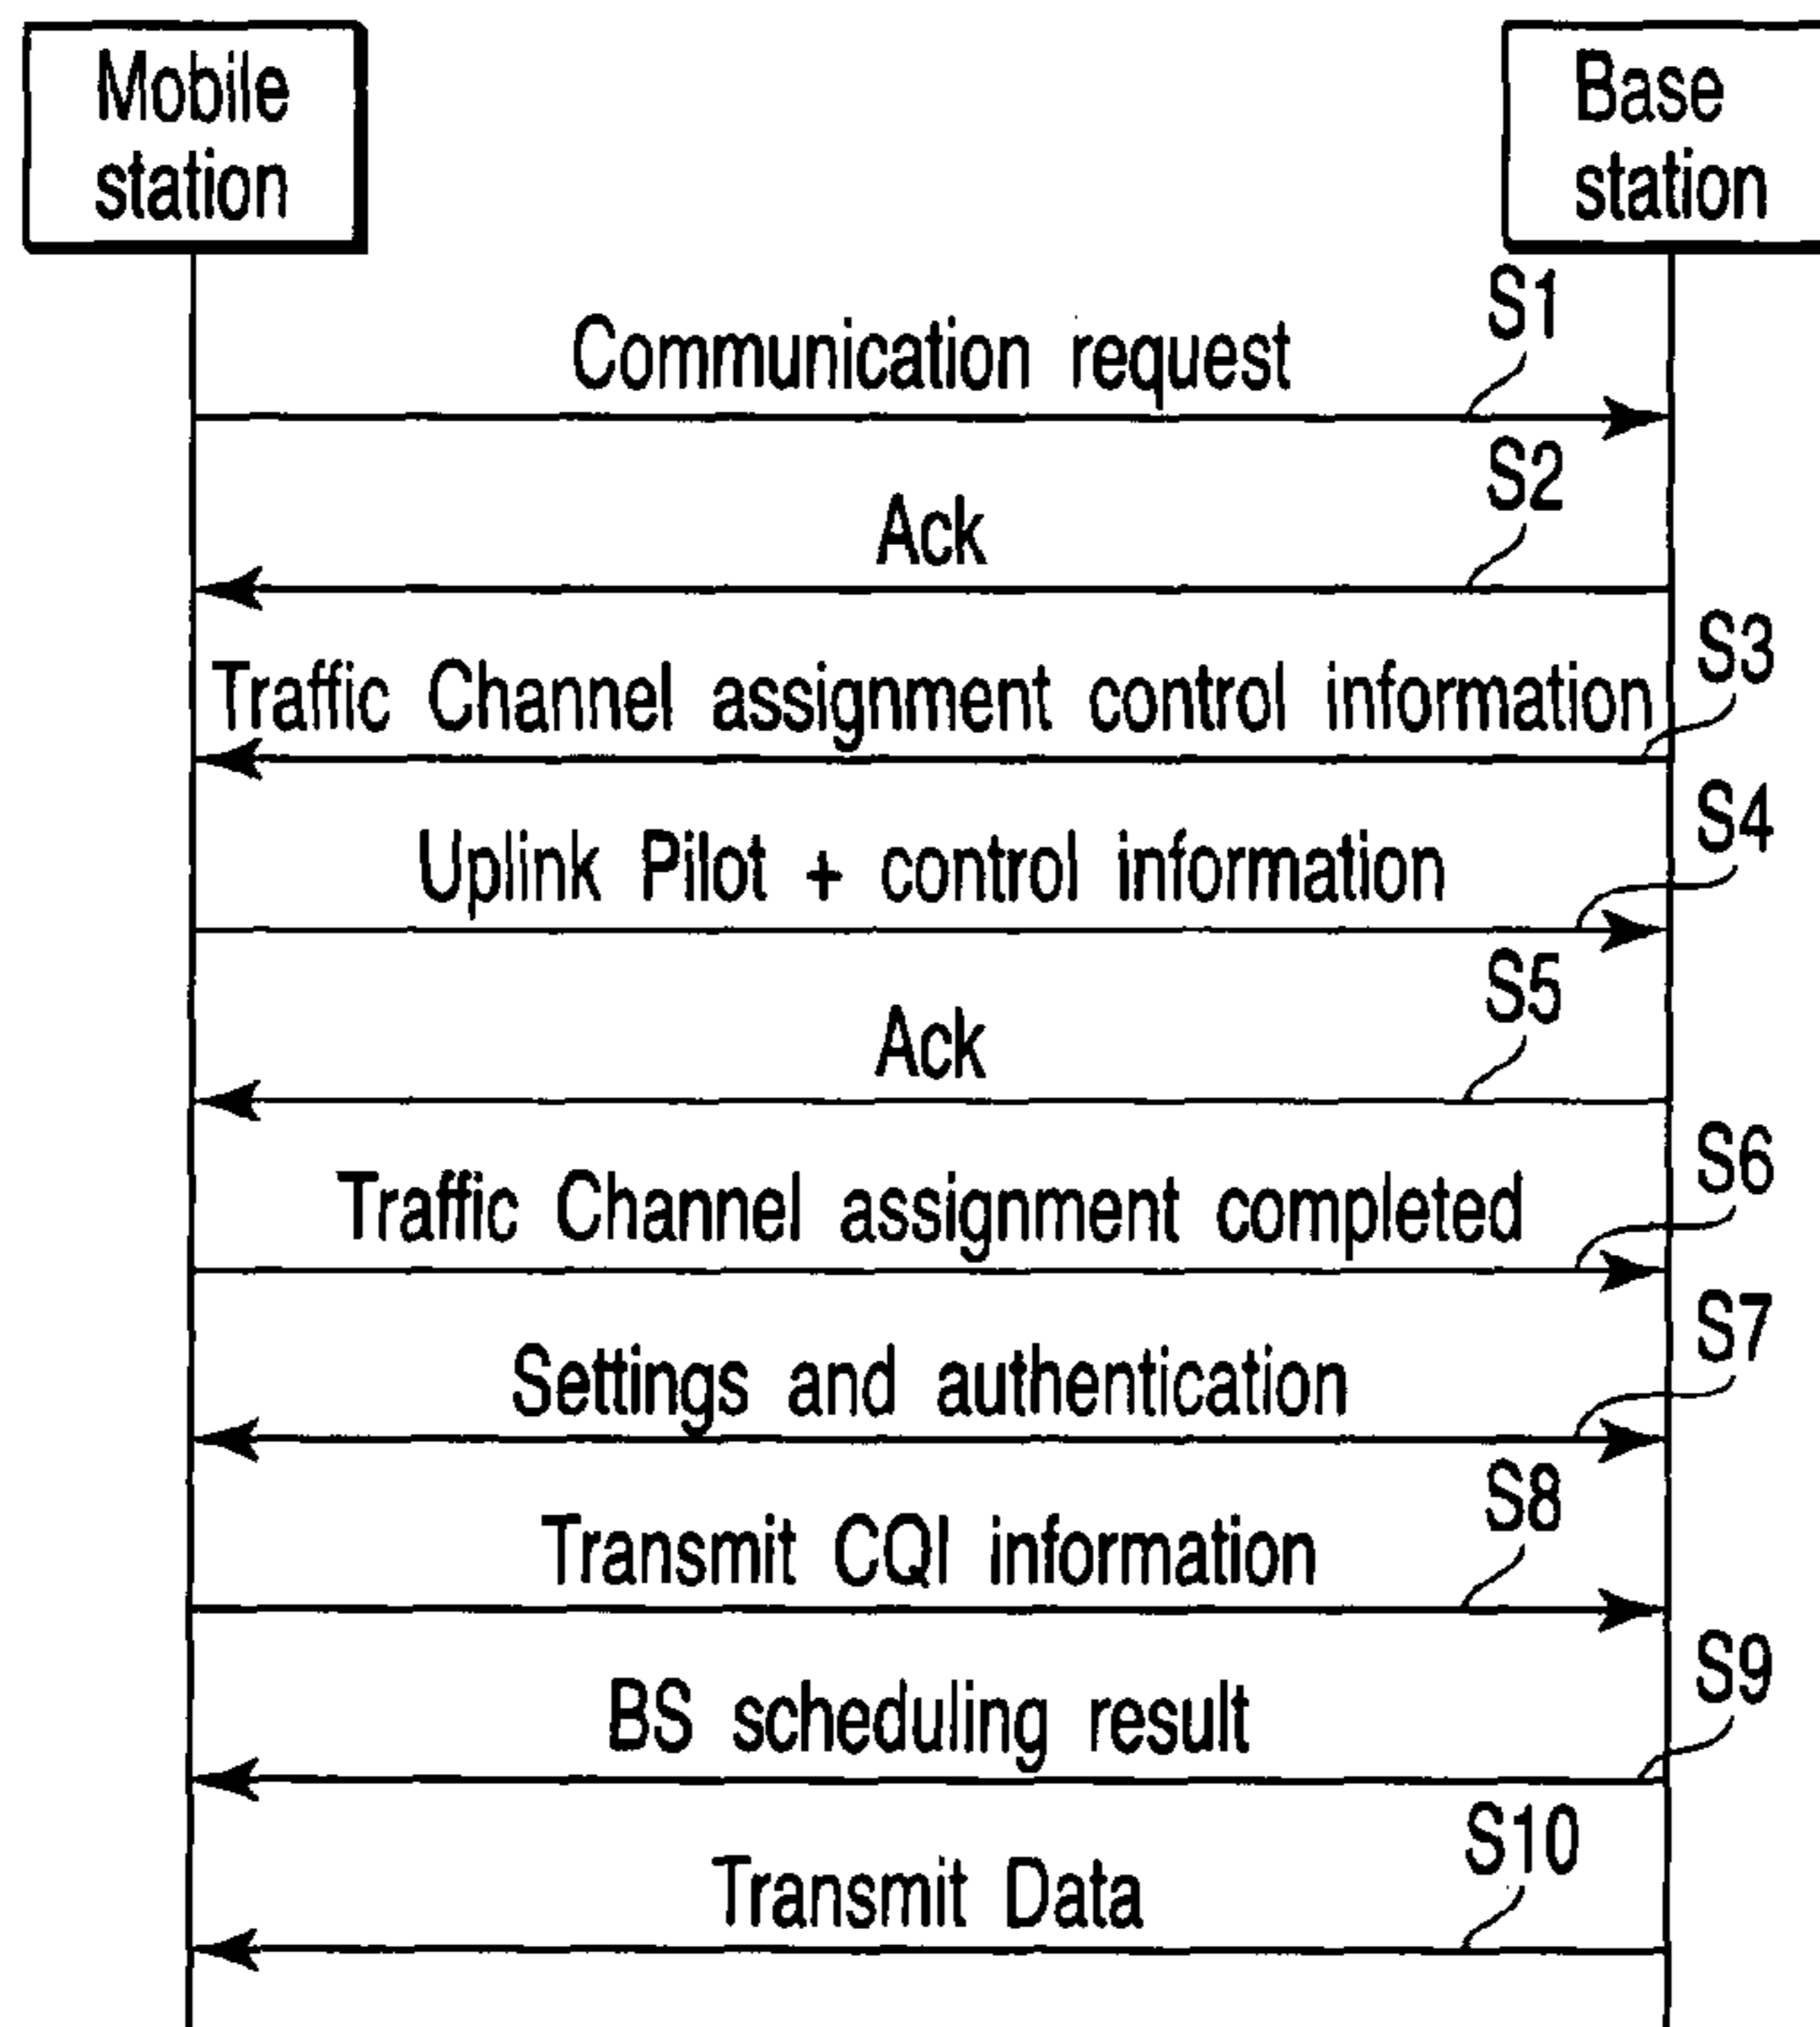 Mobile
station
Base
station
S1
Communication request
S2
Ack
S3
Traffic Channel assignment control information
S4
Uplink Pilot + control information
S5
Ack
S6
Traffic Channel assignment completed
S7
Settings and authentication
S8
Transmit CQI information
S9
BS scheduling result
S10
Transmit Data